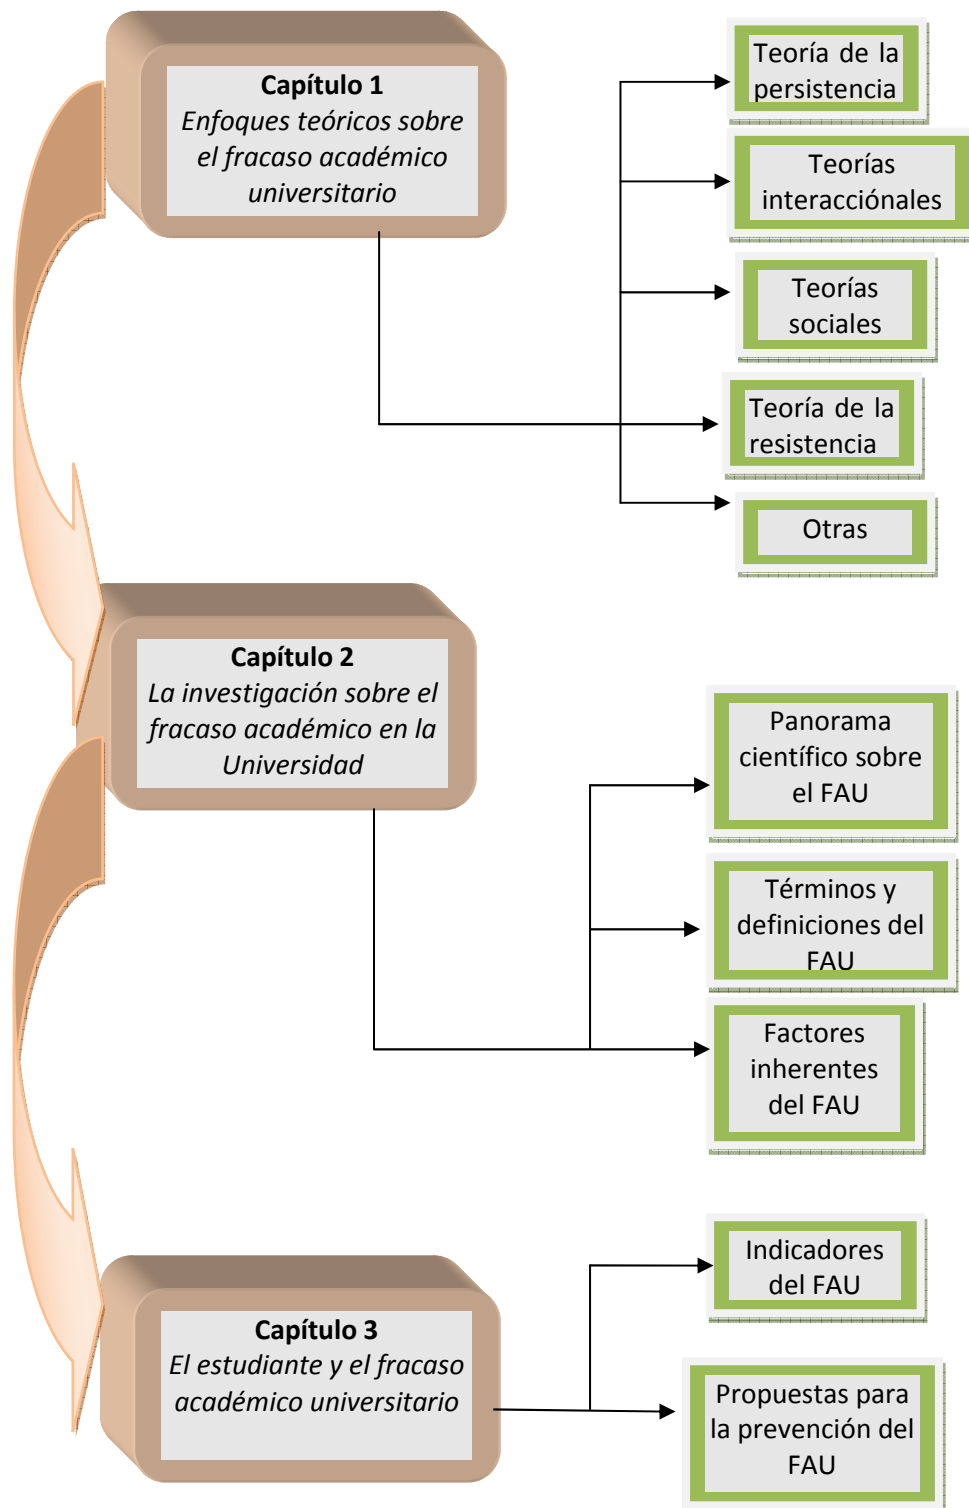 Capítulo 1
Enfoques teóricos sobre
el fracaso académico
universitario
Teoría de la
persistencia
Teorías
interacciónales
Teorías
sociales
Teoría de la
resistencia
Otras
Capítulo 2
La investigación sobre el
fracaso académico en la
Universidad
Panorama
científico sobre
el FAU
Términos y
definiciones del
FAU
Factores
inherentes
del FAU
Capítulo 3
El estudiante y el fracaso
académico universitario
Indicadores
del FAU
Propuestas para
la prevención del
FAU